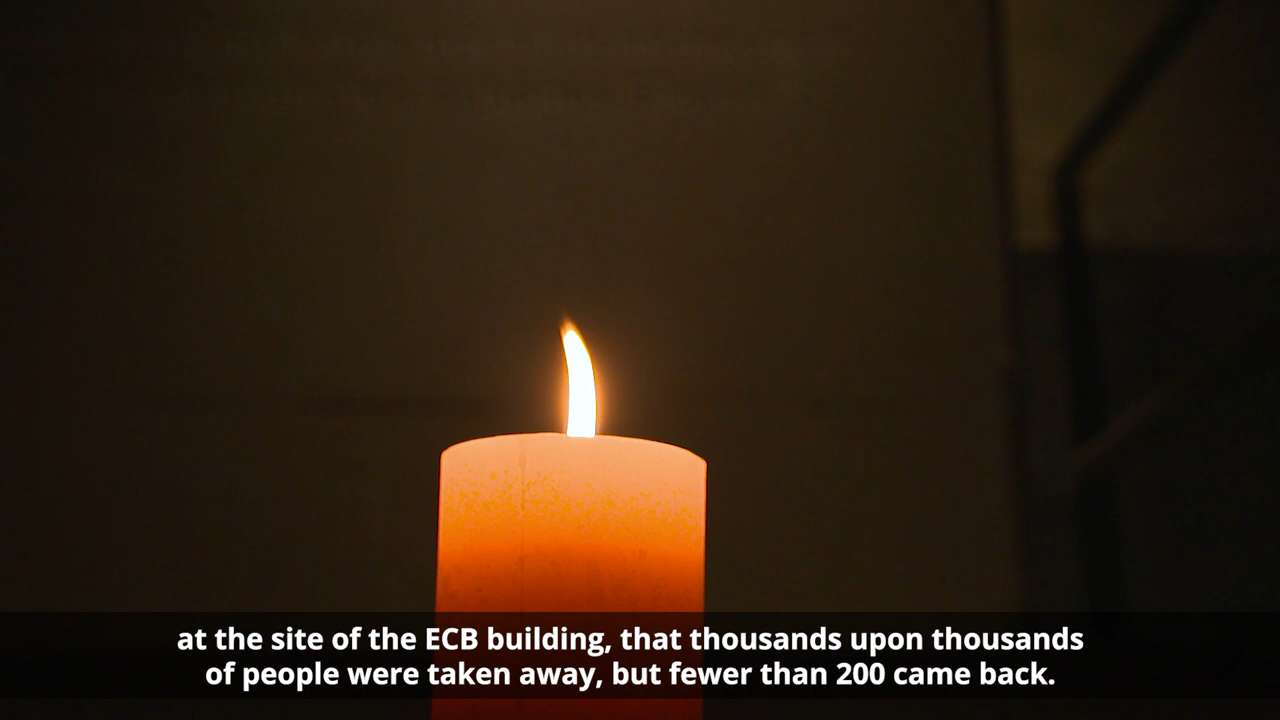 at the site of the ECB building, that thousands upon thousands
of people were taken away, but fewer than 200 came back.